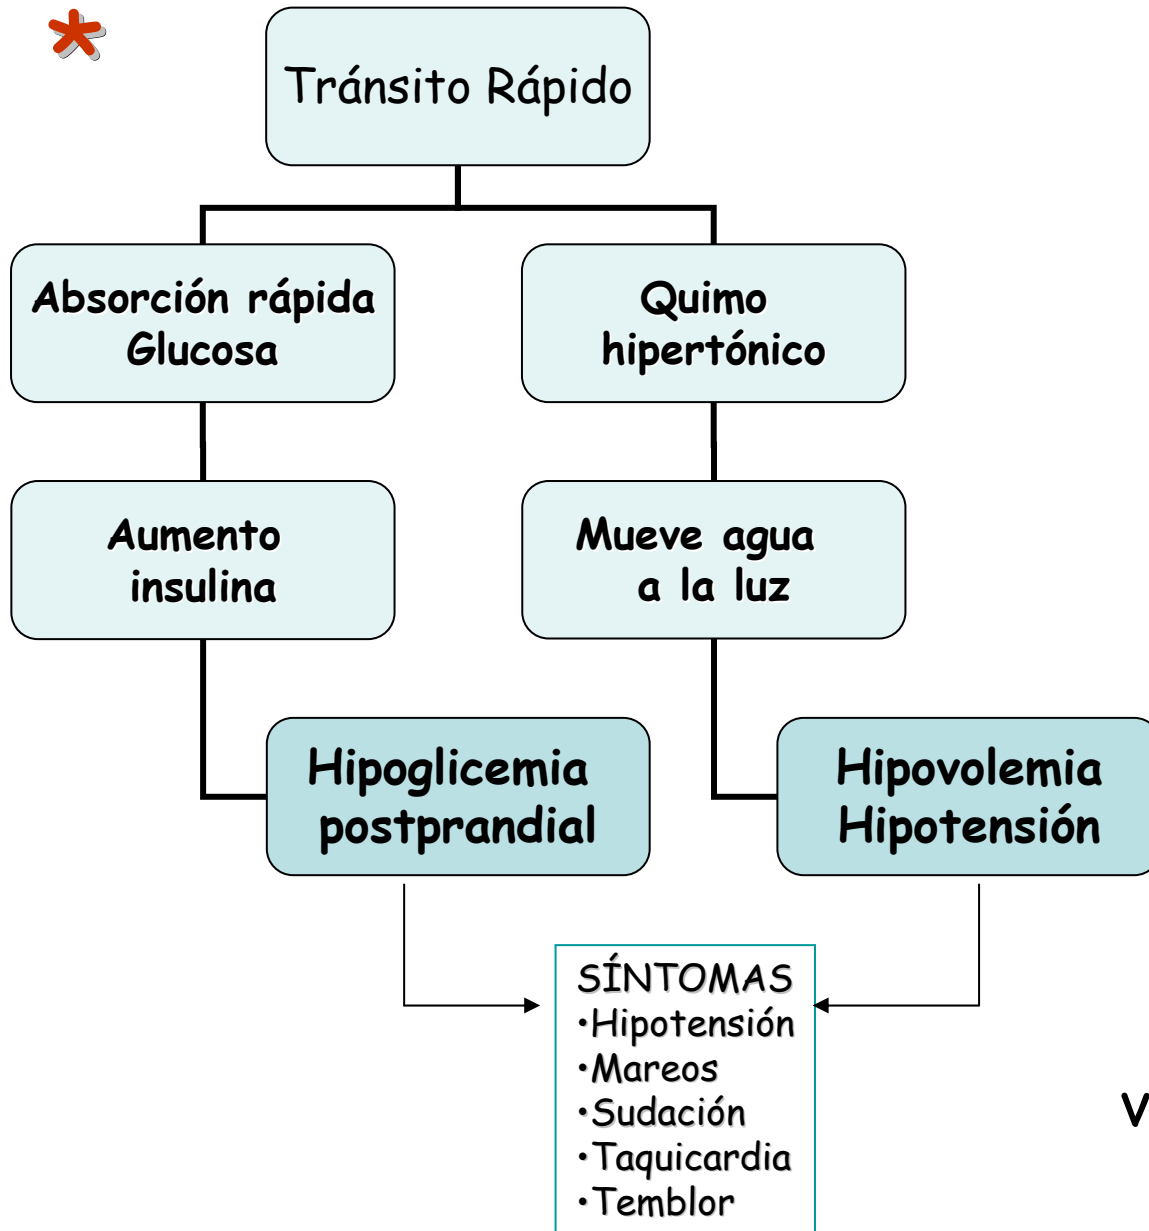 Tránsito Rápido
Absorción rápida
Glucosa
Quimo
hipertónico
Aumento
insulina
Mueve agua
a la luz
Hipoglicemia
postprandial
Hipovolemia
Hipotensión
SÍNTOMAS
•Hipotensión
•Mareos
•Sudación
•Taquicardia
•Temblor